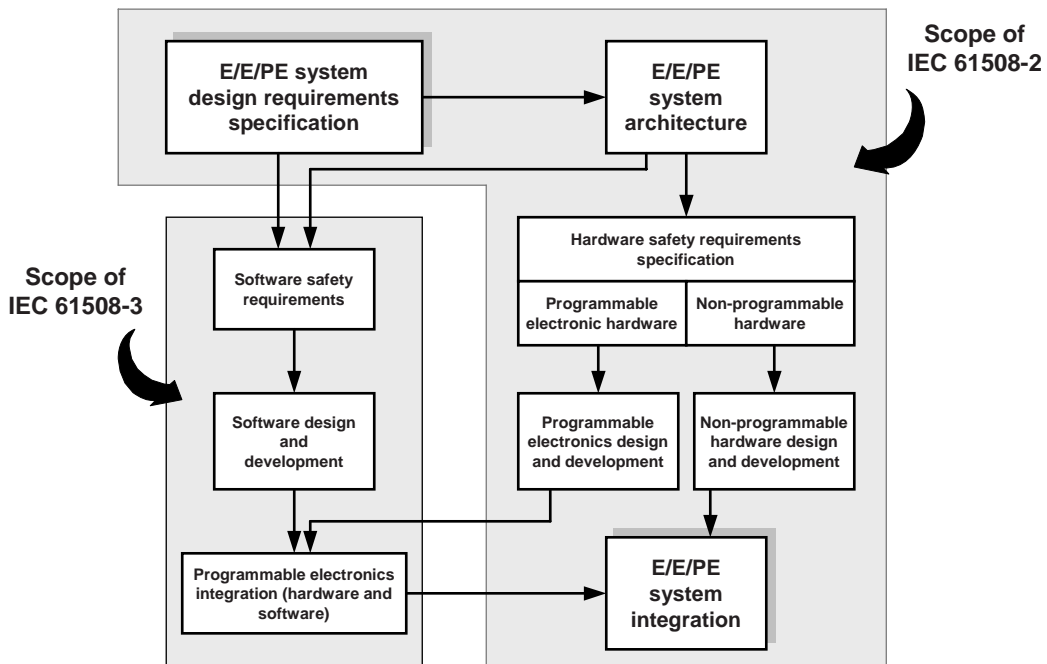 E/E/PE system
design requirements
specification
E/E/PE
system
architecture
Scope of
IEC 61508-2
Scope of
IEC 61508-3
Software safety
requirements
Hardware safety requirements
specification
Programmable
electronic hardware
Non-programmable
hardware
Software design
and
development
Programmable
electronics design
and development
Non-programmable
hardware design
and development
Programmable electronics
integration (hardware and
software)
E/E/PE
system
integration